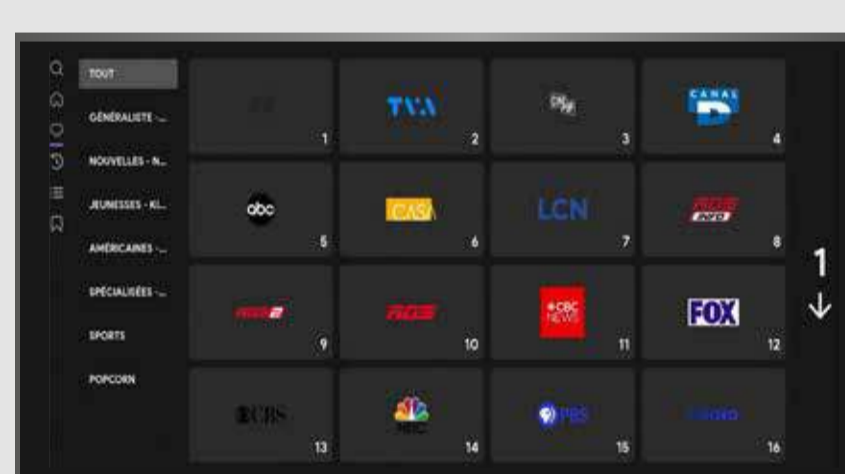 TOUT
GÉNÉRALISTE -...
NOUVELLES - N...
JEUNESSES - KI...
AMÉRICAINES -...
SPÉCIALISÉES -...
SPORTS
POPCORN
1
TVA
2
3
CANAL
D
4
abc
5
CASA
6
LCN
7
RDS
INFO
8
RDS 2
9
RDS
10
CBC
NEWS
11
FOX
12
CBS
13
NBC
14
PBS
15
16
1